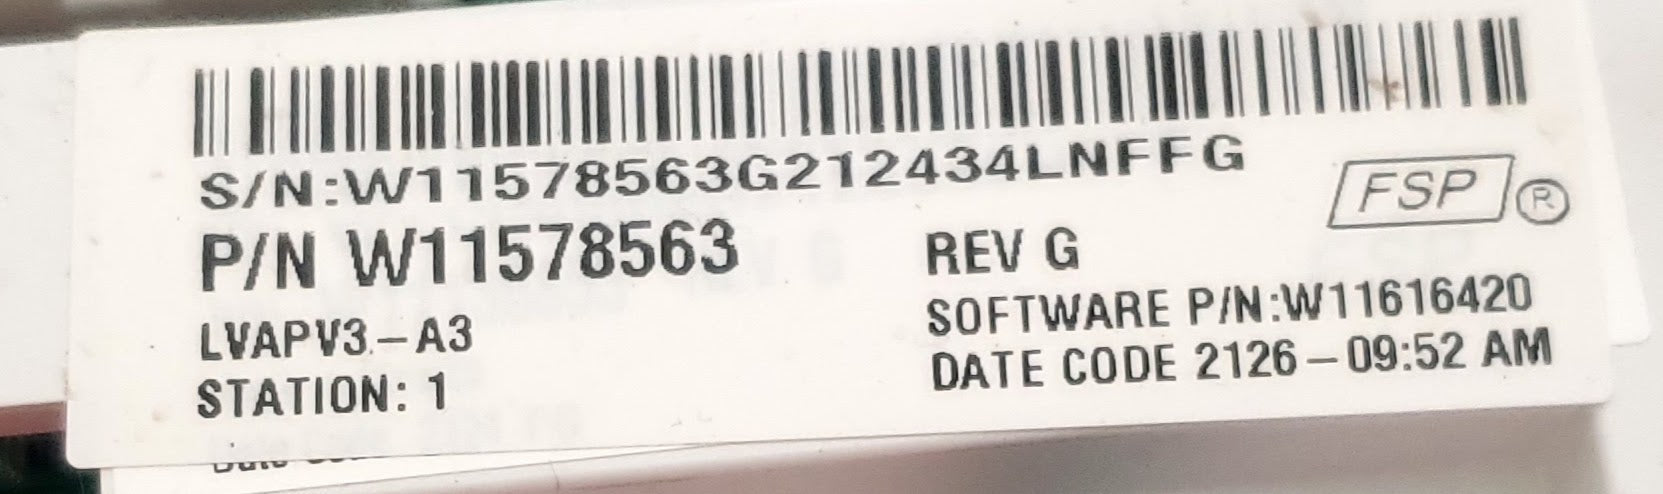 S/N:W11578563G212434LNFFG
FSP ®
P/N W11578563
REV G
LVAPV3-A3
SOFTWARE P/N:W11616420
STATION: 1
DATE CODE 2126-09:52 AM